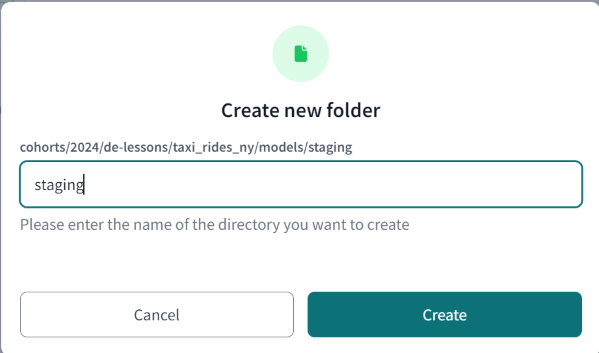 Create new folder
cohorts/2024/de-lessons/taxi_rides_ny/models/staging
staging
Please enter the name of the directory you want to create
Cancel
Create